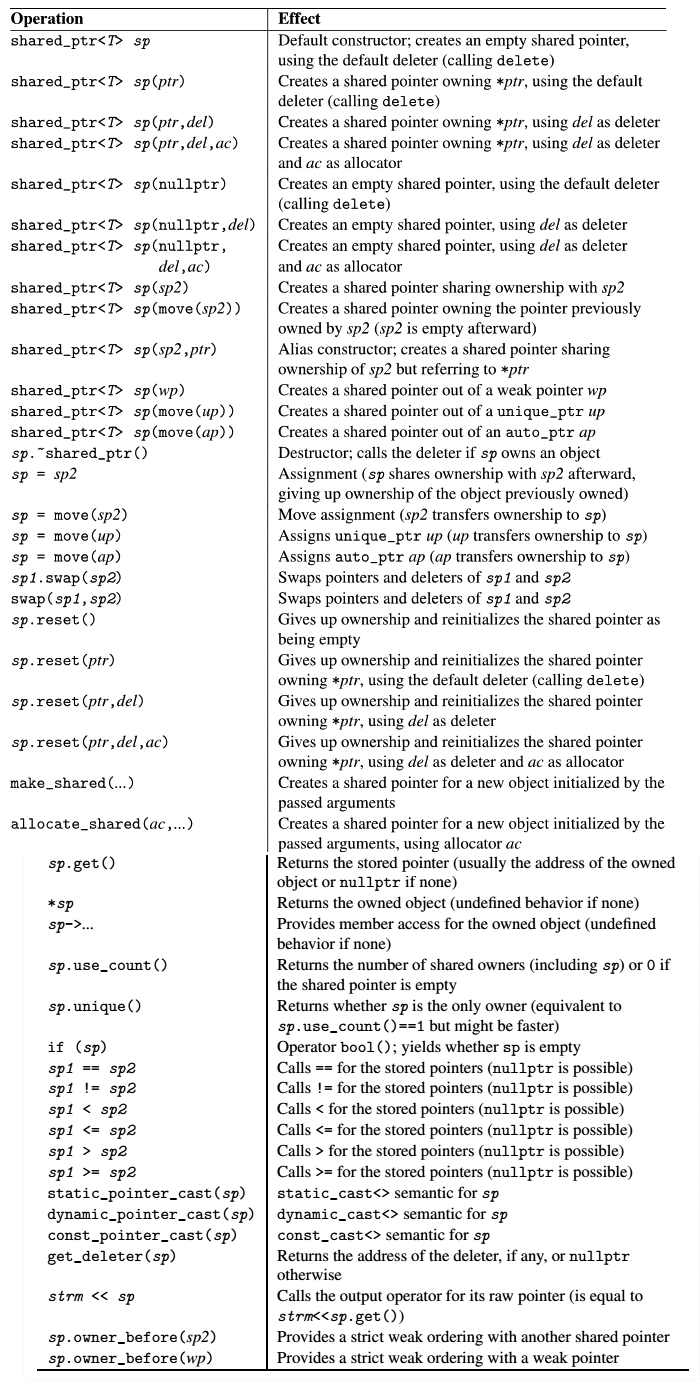 Operation Effect
shared_ptr<T> sp Default constructor; creates an empty shared pointer,
using the default deleter (calling delete)
shared_ptr<T> sp(ptr) Creates a shared pointer owning *ptr, using the default
deleter (calling delete)
shared_ptr<T> sp(ptr,del) Creates a shared pointer owning *ptr, using del as deleter
shared_ptr<T> sp(ptr,del,ac) Creates a shared pointer owning *ptr, using del as deleter
and ac as allocator
shared_ptr<T> sp(nullptr) Creates an empty shared pointer, using the default deleter
(calling delete)
shared_ptr<T> sp(nullptr,del) Creates an empty shared pointer, using del as deleter
shared_ptr<T> sp(nullptr, Creates an empty shared pointer, using del as deleter
del,ac) and ac as allocator
shared_ptr<T> sp(sp2) Creates a shared pointer sharing ownership with sp2
shared_ptr<T> sp(move(sp2)) Creates a shared pointer owning the pointer previously
owned by sp2 (sp2 is empty afterward)
shared_ptr<T> sp(sp2,ptr) Alias constructor; creates a shared pointer sharing
ownership of sp2 but referring to *ptr
shared_ptr<T> sp(wp) Creates a shared pointer out of a weak pointer wp
shared_ptr<T> sp(move(up)) Creates a shared pointer out of a unique_ptr up
shared_ptr<T> sp(move(ap)) Creates a shared pointer out of an auto_ptr ap
sp.~shared_ptr() Destructor; calls the deleter if sp owns an object
sp = sp2 Assignment (sp shares ownership with sp2 afterward,
giving up ownership of the object previously owned)
sp = move(sp2) Move assignment (sp2 transfers ownership to sp)
sp = move(up) Assigns unique_ptr up (up transfers ownership to sp)
sp = move(ap) Assigns auto_ptr ap (ap transfers ownership to sp)
sp1.swap(sp2) Swaps pointers and deleters of sp1 and sp2
swap(sp1,sp2) Swaps pointers and deleters of sp1 and sp2
sp.reset() Gives up ownership and reinitializes the shared pointer as
being empty
sp.reset(ptr) Gives up ownership and reinitializes the shared pointer
owning *ptr, using the default deleter (calling delete)
sp.reset(ptr,del) Gives up ownership and reinitializes the shared pointer
owning *ptr, using del as deleter
sp.reset(ptr,del,ac) Gives up ownership and reinitializes the shared pointer
owning *ptr, using del as deleter and ac as allocator
make_shared(...) Creates a shared pointer for a new object initialized by the
passed arguments
allocate_shared(ac,...) Creates a shared pointer for a new object initialized by the
passed arguments, using allocator ac
sp.get() Returns the stored pointer (usually the address of the owned
object or nullptr if none)
*sp Returns the owned object (undefined behavior if none)
sp->... Provides member access for the owned object (undefined
behavior if none)
sp.use_count() Returns the number of shared owners (including sp) or 0 if
the shared pointer is empty
sp.unique() Returns whether sp is the only owner (equivalent to
sp.use_count()==1 but might be faster)
if (sp) Operator bool(); yields whether sp is empty
sp1 == sp2 Calls == for the stored pointers (nullptr is possible)
sp1 != sp2 Calls != for the stored pointers (nullptr is possible)
sp1 < sp2 Calls < for the stored pointers (nullptr is possible)
sp1 <= sp2 Calls <= for the stored pointers (nullptr is possible)
sp1 > sp2 Calls > for the stored pointers (nullptr is possible)
sp1 >= sp2 Calls >= for the stored pointers (nullptr is possible)
static_pointer_cast(sp) static_cast<> semantic for sp
dynamic_pointer_cast(sp) dynamic_cast<> semantic for sp
const_pointer_cast(sp) const_cast<> semantic for sp
get_deleter(sp) Returns the address of the deleter, if any, or nullptr
otherwise
strm << sp Calls the output operator for its raw pointer (is equal to
strm<<sp.get())
sp.owner_before(sp2) Provides a strict weak ordering with another shared pointer
sp.owner_before(wp) Provides a strict weak ordering with a weak pointer